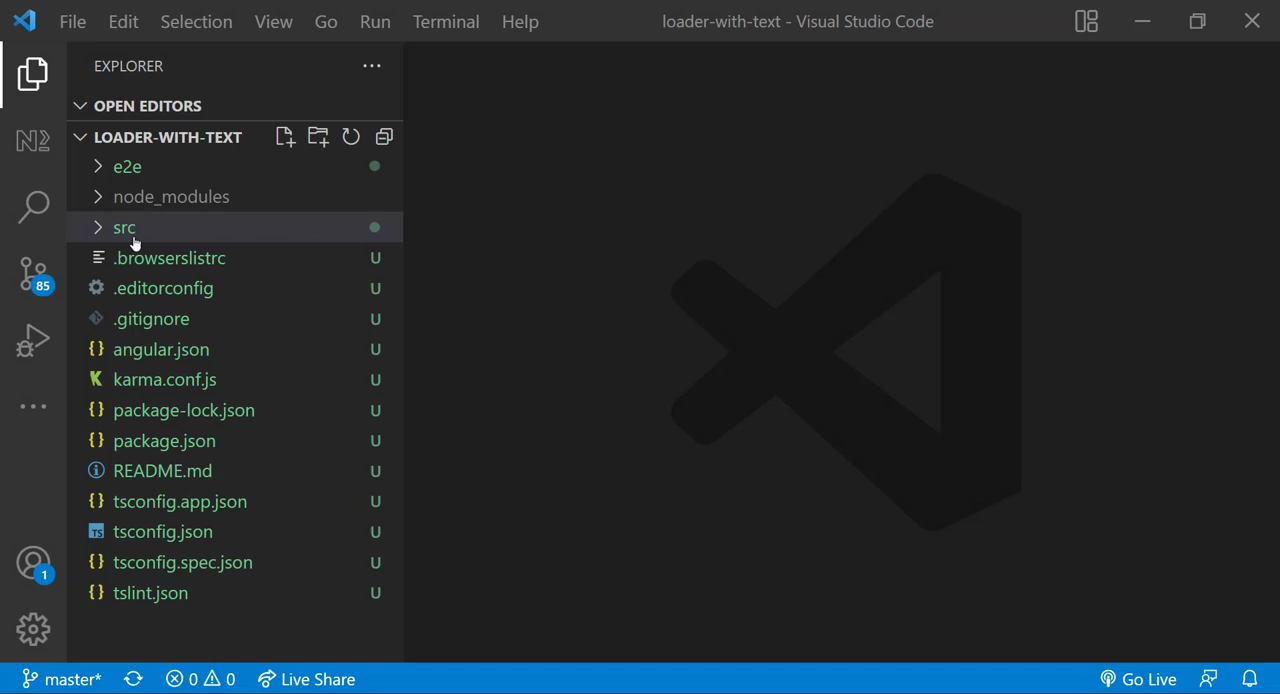 File Edit Selection View Go Run Terminal Help loader-with-text - Visual Studio Code
EXPLORER
OPEN EDITORS
LOADER-WITH-TEXT
e2e
node_modules
src
.browserslistrc U
.editorconfig U
.gitignore U
angular.json U
karma.conf.js U
package-lock.json U
package.json U
README.md U
tsconfig.app.json U
tsconfig.json U
tsconfig.spec.json U
tslint.json U
85
1
master* 0 0 Live Share Go Live